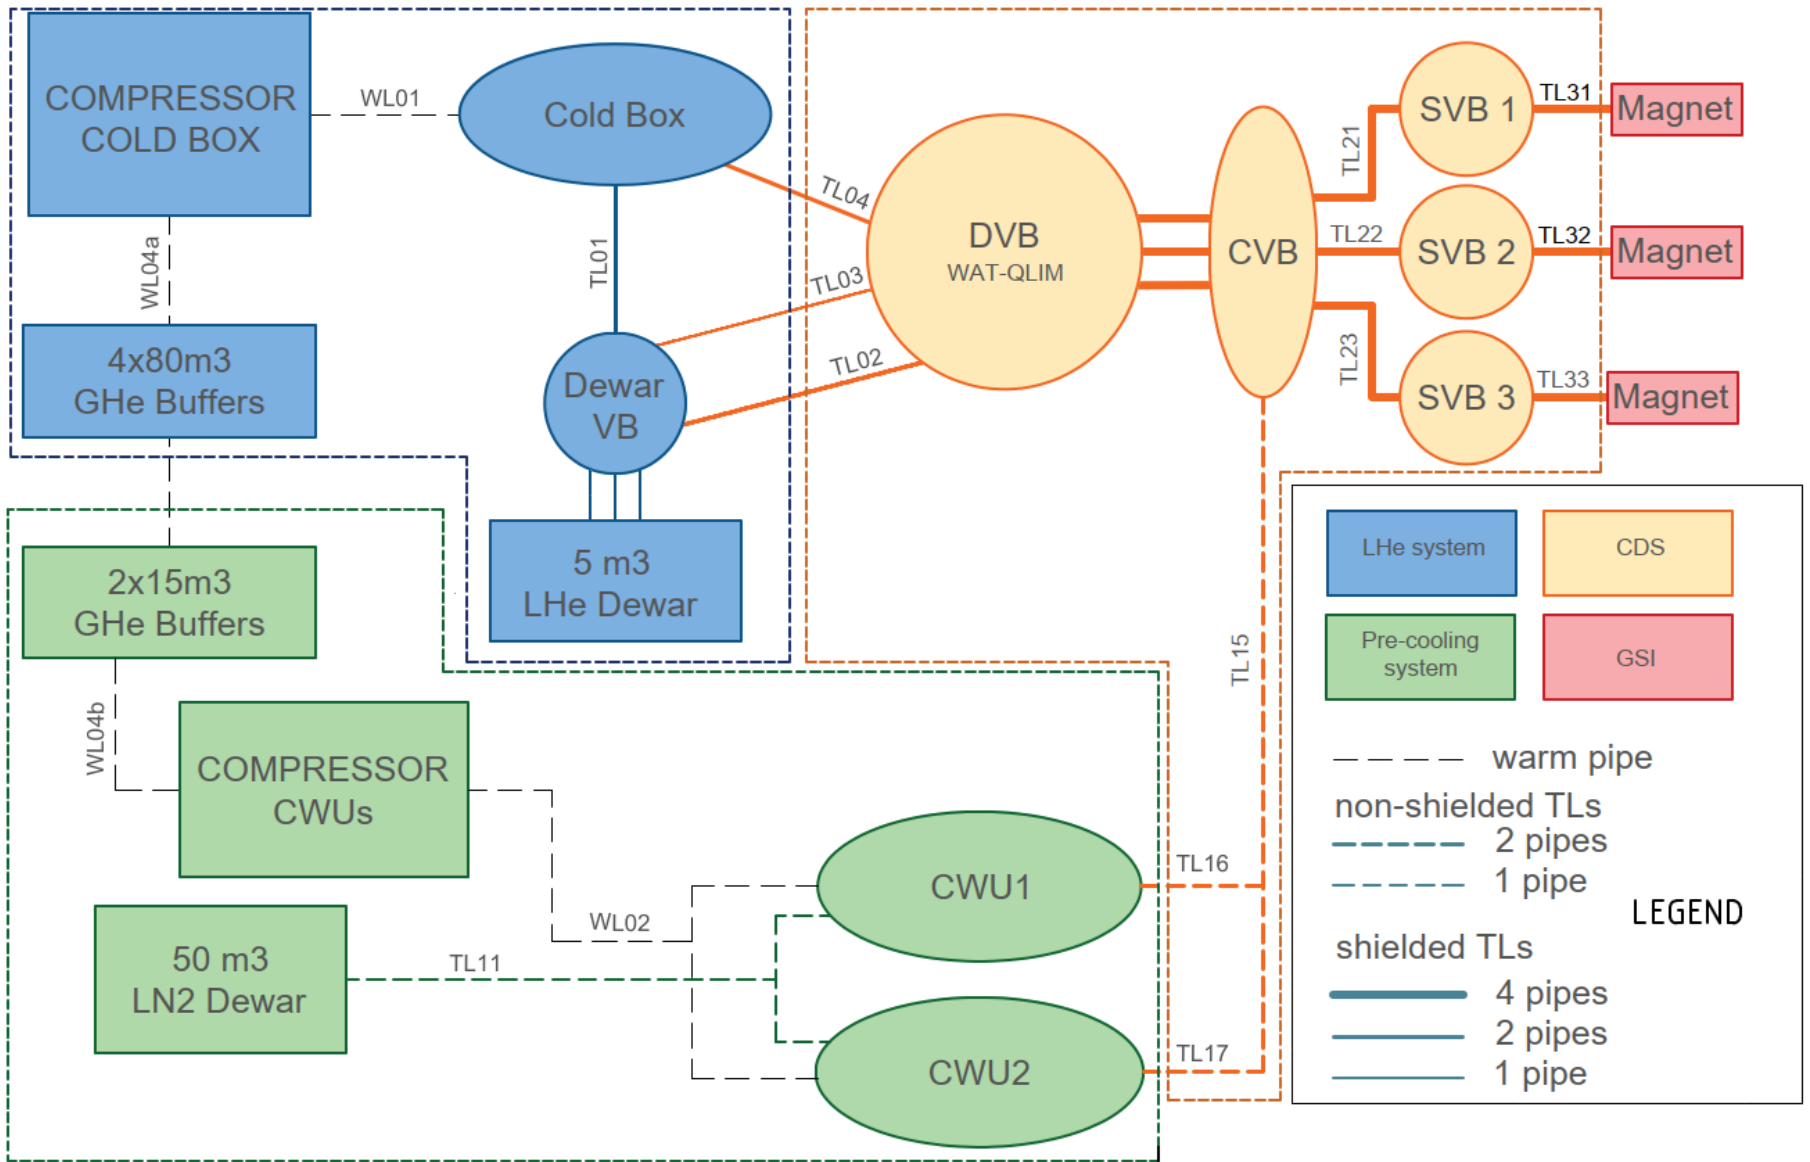 COMPRESSOR
COLD BOX
WL01
Cold Box
WL04a
TL01
TL04
4x80m3
GHe Buffers
Dewar
VB
TL03
TL02
5 m3
LHe Dewar
DVB
WAT-QLIM
CVB
TL21
TL22
TL23
SVB 1
SVB 2
SVB 3
TL31
TL32
TL33
Magnet
Magnet
Magnet
2x15m3
GHe Buffers
WL04b
COMPRESSOR
CWUs
50 m3
LN2 Dewar
TL11
WL02
CWU1
CWU2
TL16
TL17
TL15
LHe system
CDS
Pre-cooling
system
GSI
warm pipe
non-shielded TLs
2 pipes
1 pipe
LEGEND
shielded TLs
4 pipes
2 pipes
1 pipe